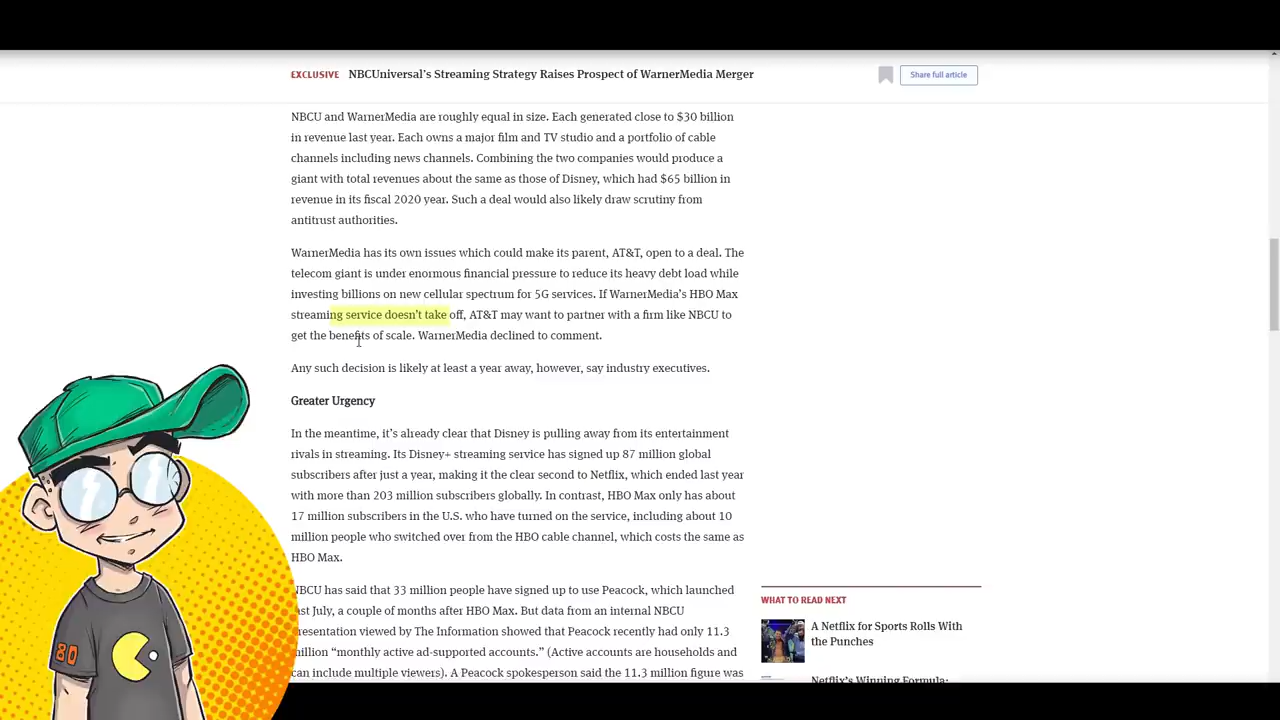 EXCLUSIVE NBCUniversal's Streaming Strategy Raises Prospect of WarnerMedia Merger
Share full article
NBCU and WarnerMedia are roughly equal in size. Each generated close to $30 billion
in revenue last year. Each owns a major film and TV studio and a portfolio of cable
channels including news channels. Combining the two companies would produce a
giant with total revenues about the same as those of Disney, which had $65 billion in
revenue in its fiscal 2020 year. Such a deal would also likely draw scrutiny from
antitrust authorities.
WarnerMedia has its own issues which could make its parent, AT&T, open to a deal. The
telecom giant is under enormous financial pressure to reduce its heavy debt load while
investing billions on new cellular spectrum for 5G services. If WarnerMedia's HBO Max
streaming service doesn't take off, AT&T may want to partner with a firm like NBCU to
get the benefits of scale. WarnerMedia declined to comment.
Any such decision is likely at least a year away, however, say industry executives.
Greater Urgency
In the meantime, it's already clear that Disney is pulling away from its entertainment
rivals in streaming. Its Disney+ streaming service has signed up 87 million global
subscribers after just a year, making it the clear second to Netflix, which ended last year
with more than 203 million subscribers globally. In contrast, HBO Max only has about
17 million subscribers in the U.S. who have turned on the service, including about 10
million people who switched over from the HBO cable channel, which costs the same as
HBO Max.
NBCU has said that 33 million people have signed up to use Peacock, which launched
last July, a couple of months after HBO Max. But data from an internal NBCU
presentation viewed by The Information showed that Peacock recently had only 11.3
million "monthly active ad-supported accounts." (Active accounts are households and
can include multiple viewers). A Peacock spokesperson said the 11.3 million figure was
WHAT TO READ NEXT
A Netflix for Sports Rolls With
the Punches
Netflix's Winning Formula:
80